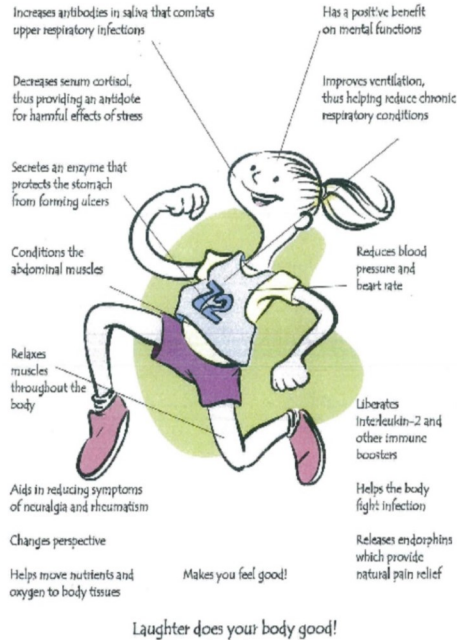 Increases antibodies in saliva that combats
upper respiratory infections
Has a positive benefit
on mental functions
Decreases serum cortisol,
thus providing an antidote
for harmful effects of stress
Improves ventilation,
thus helping reduce chronic
respiratory conditions
Secretes an enzyme that
protects the stomach
from forming ulcers
Conditions the
abdominal muscles
Reduces blood
pressure and
heart rate
72
Relaxes
muscles
throughout the
body
Liberates
Interleukin-2 and
other immune
boosters
Aids in reducing symptoms
of neuralgia and rheumatism
Helps the body
fight infection
Changes perspective
Releases endorphins
which provide
natural pain relief
Helps move nutrients and
oxygen to body tissues
Makes you feel good!
Laughter does your body good!